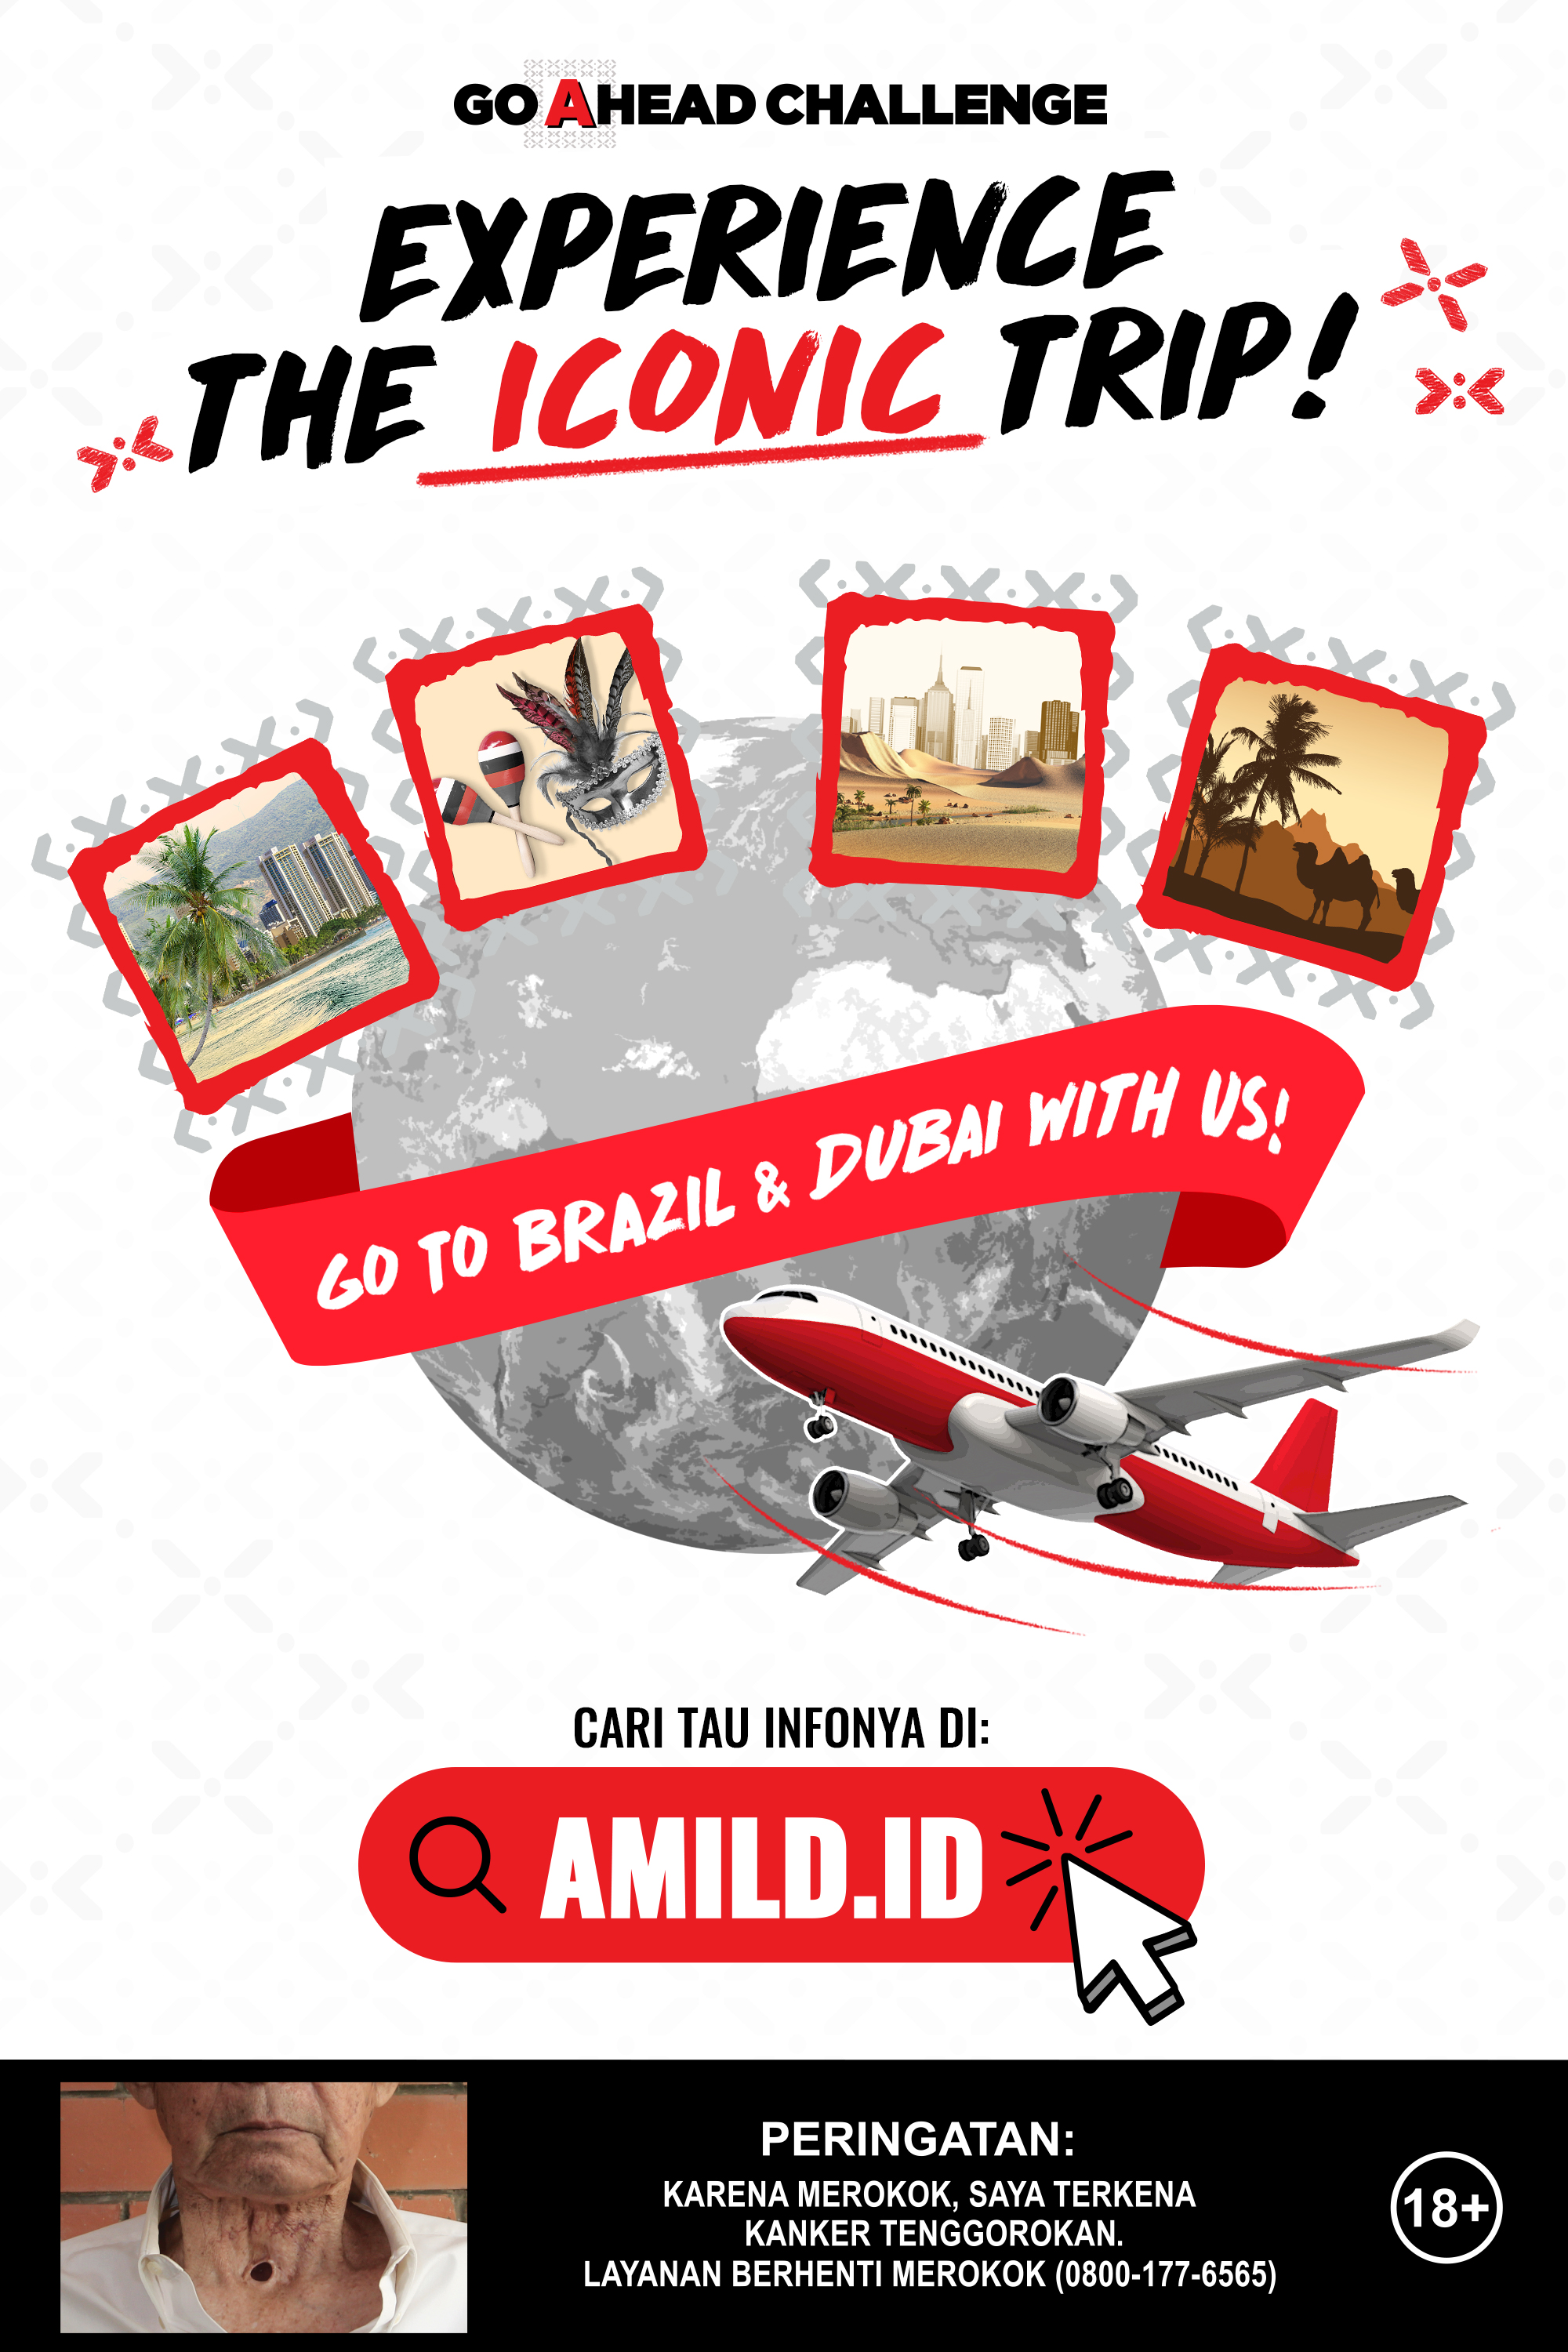 GO AHEAD CHALLENGE
EXPERIENCE
THE ICONIC TRIP!
GO TO BRAZIL & DUBAI WITH US!
CARI TAU INFONYA DI:
AMILD.ID
PERINGATAN:
KARENA MEROKOK, SAYA TERKENA
KANKER TENGGOROKAN.
LAYANAN BERHENTI MEROKOK (0800-177-6565)
18+